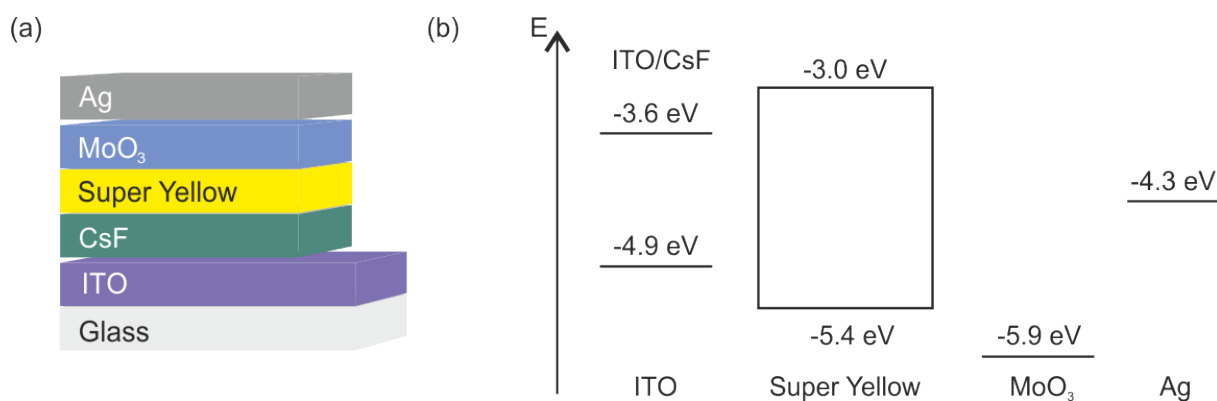 (a)
Ag
MoO₃
Super Yellow
CsF
ITO
Glass
(b)
E
ITO/CsF
-3.6 eV
-4.9 eV
ITO
-3.0 eV
-5.4 eV
Super Yellow
-5.9 eV
MoO₃
-4.3 eV
Ag